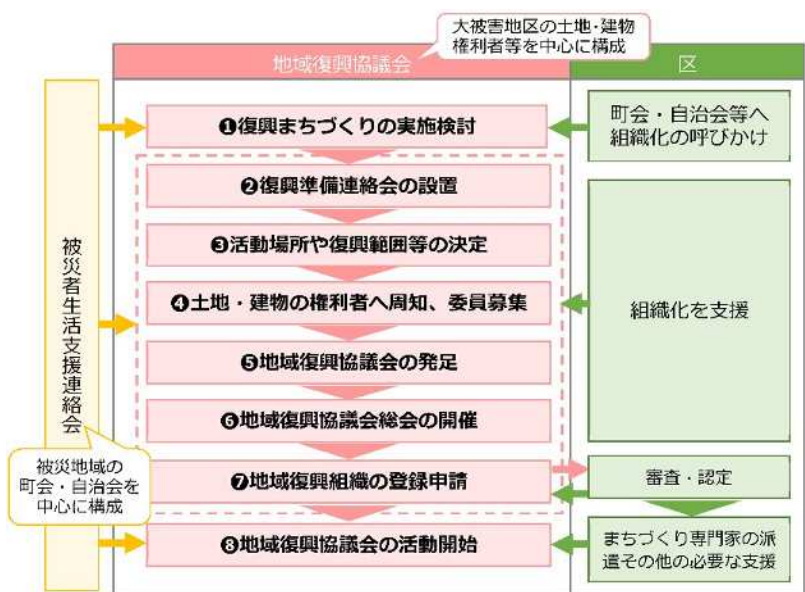 大被害地区の土地・建物
権利者等を中心に構成
地域復興協議会
区
❶復興まちづくりの実施検討
町会・自治会等へ
組織化の呼びかけ
❷復興準備連絡会の設置
❸活動場所や復興範囲等の決定
❹土地・建物の権利者へ周知、委員募集
組織化を支援
❺地域復興協議会の発足
❻地域復興協議会総会の開催
❼地域復興組織の登録申請
審査・認定
❽地域復興協議会の活動開始
まちづくり専門家の派
遣その他の必要な支援
被災者生活支援連絡会
被災地域の
町会・自治会を
中心に構成